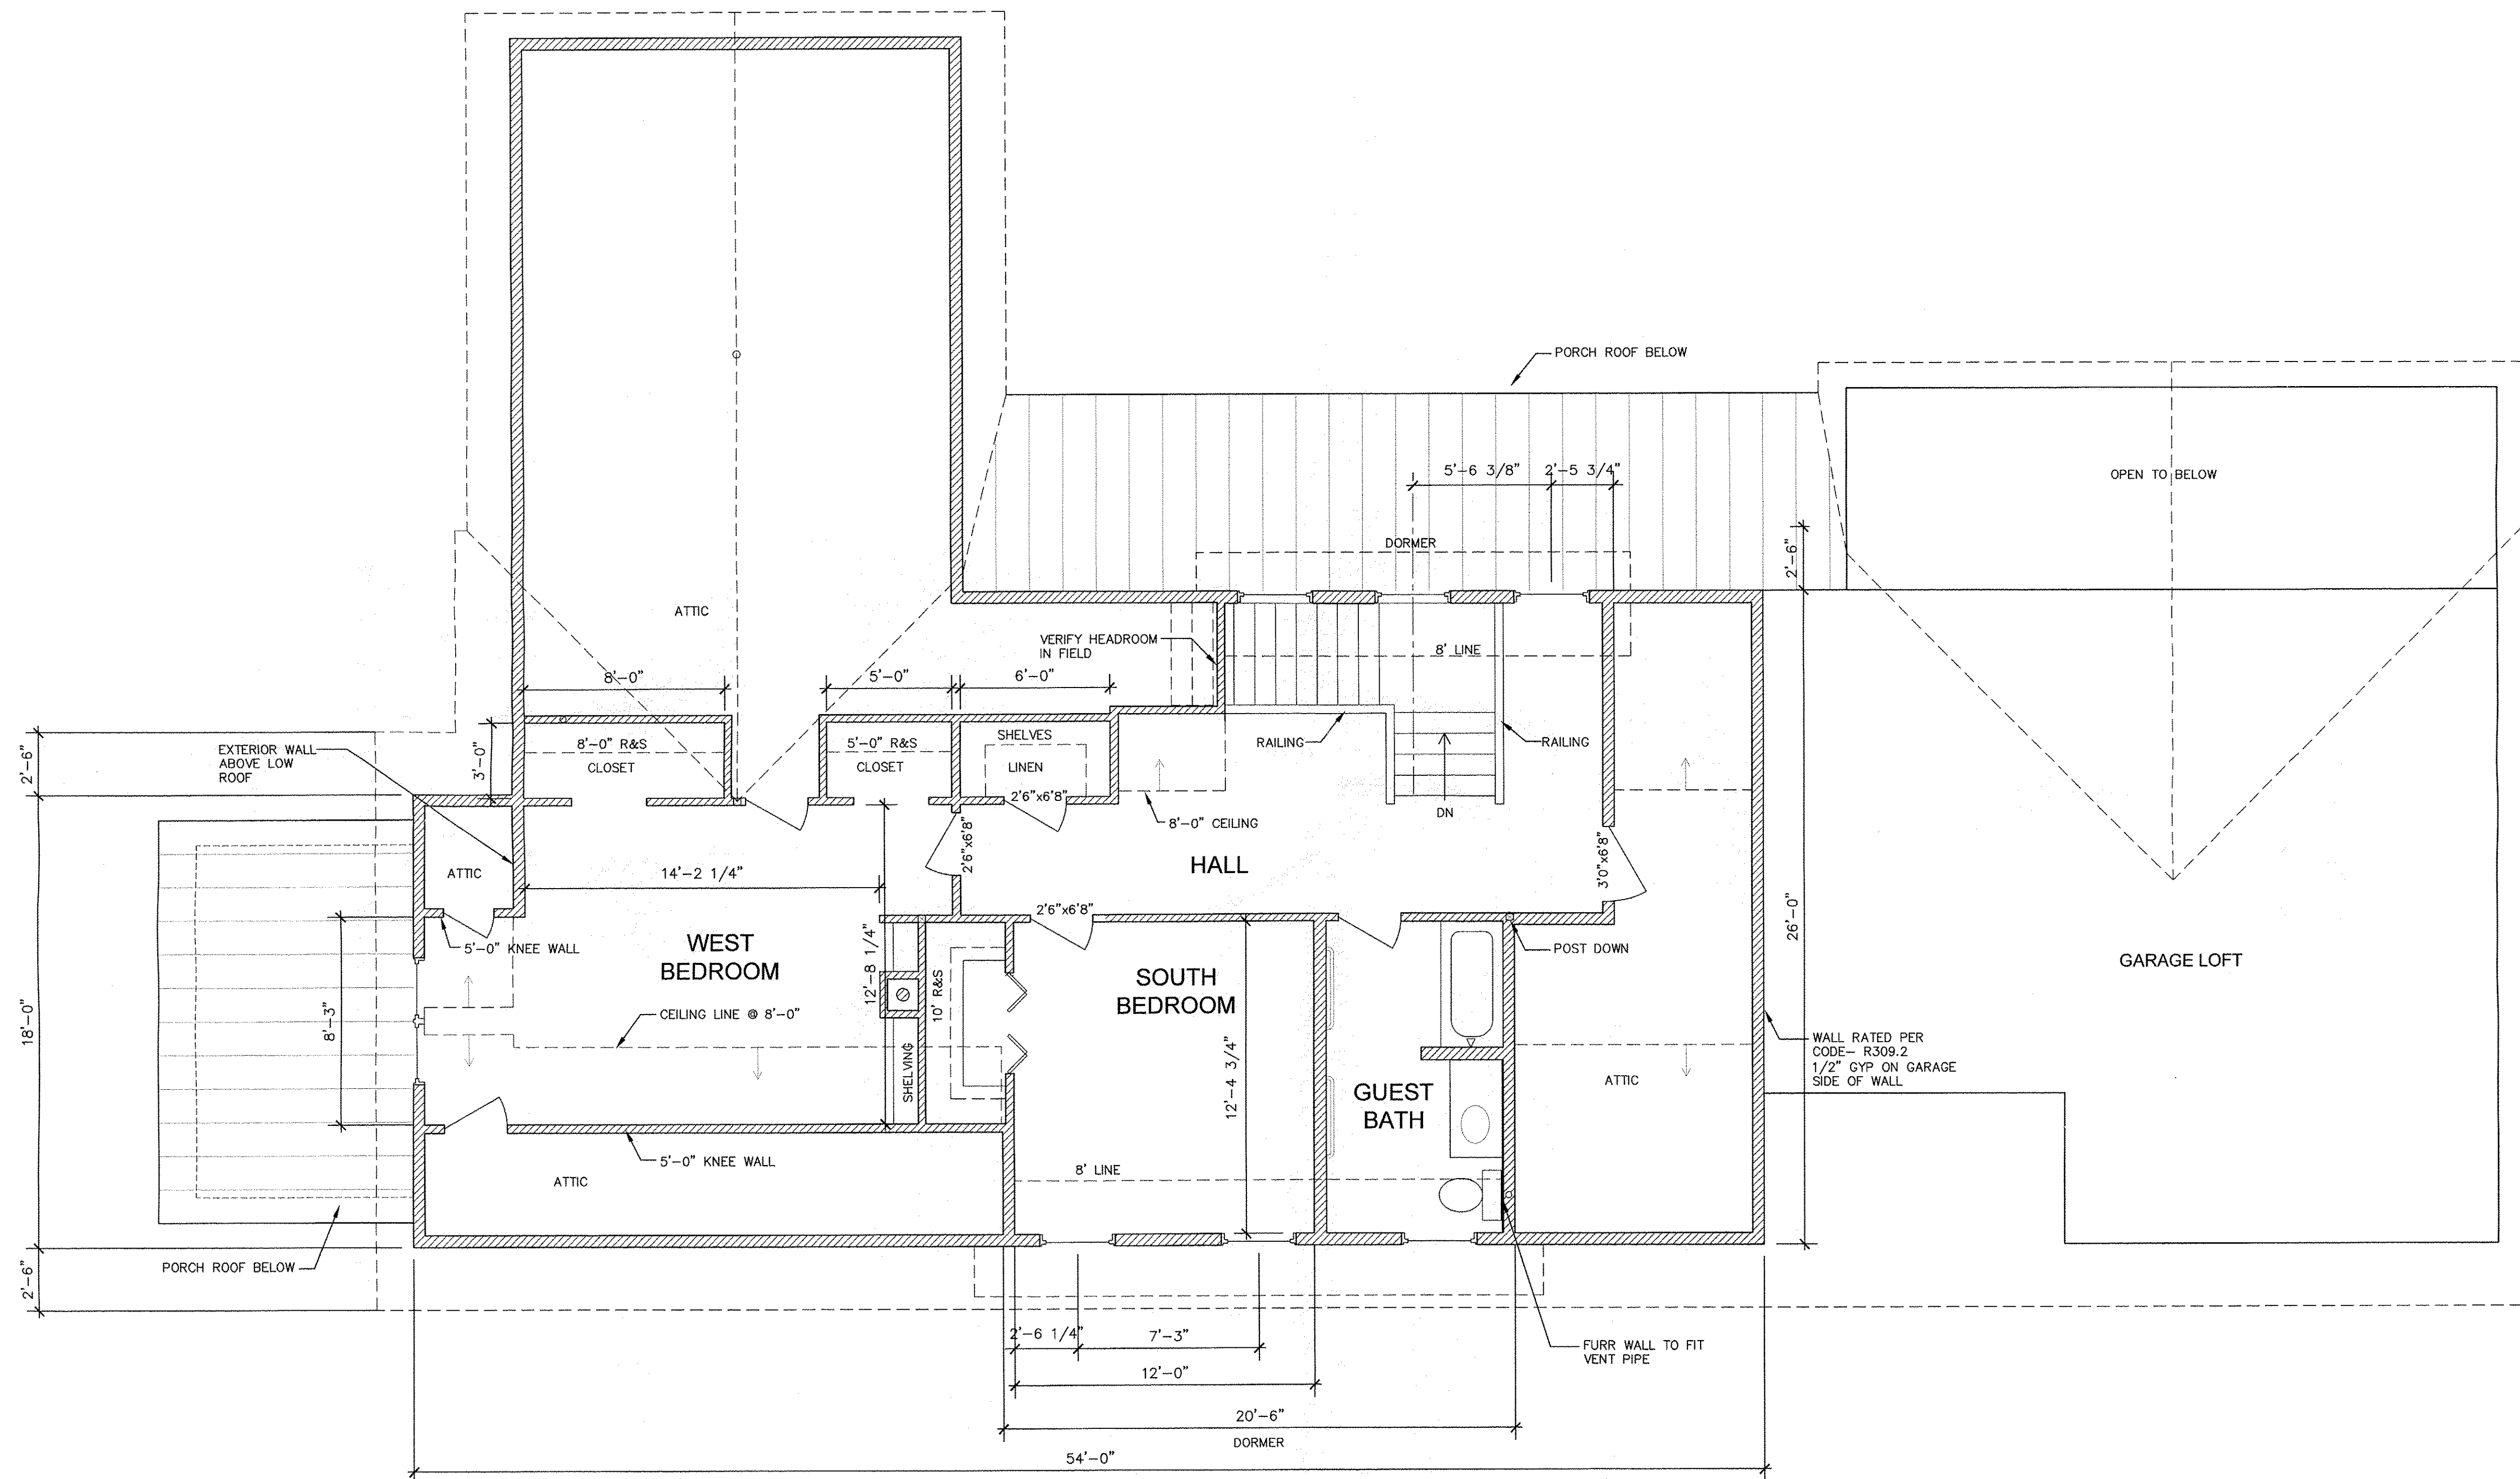 PORCH ROOF BELOW
5'-6 3/8"
2'-5 3/4"
OPEN TO BELOW
DORMER
2'-6"
ATTIC
VERIFY HEADROOM
IN FIELD
8' LINE
8'-0"
5'-0"
6'-0"
2'-6"
EXTERIOR WALL
ABOVE LOW
ROOF
3'-0"
8'-0" R&S
CLOSET
5'-0" R&S
CLOSET
SHELVES
LINEN
2'6"x6'8"
RAILING
RAILING
DN
8'-0" CEILING
2'6"x6'8"
HALL
3'0"x6'8"
ATTIC
14'-2 1/4"
2'6"x6'8"
5'-0" KNEE WALL
WEST
BEDROOM
12'-8 1/4"
10' R&S
SOUTH
BEDROOM
POST DOWN
26'-0"
GARAGE LOFT
18'-0"
8'-3"
CEILING LINE @ 8'-0"
SHELVING
12'-4 3/4"
GUEST
BATH
ATTIC
WALL RATED PER
CODE- R309.2
1/2" GYP ON GARAGE
SIDE OF WALL
5'-0" KNEE WALL
ATTIC
8' LINE
PORCH ROOF BELOW
2'-6"
2'-6 1/4"
7'-3"
FURR WALL TO FIT
VENT PIPE
12'-0"
20'-6"
DORMER
54'-0"